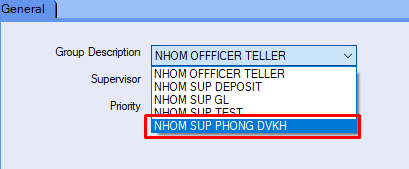 General
Group Description
NHOM OFFFICER TELLER
Supervisor
Priority
NHOM OFFFICER TELLER
NHOM SUP DEPOSIT
NHOM SUP GL
NHOM SUP TEST
NHOM SUP PHONG DVKH